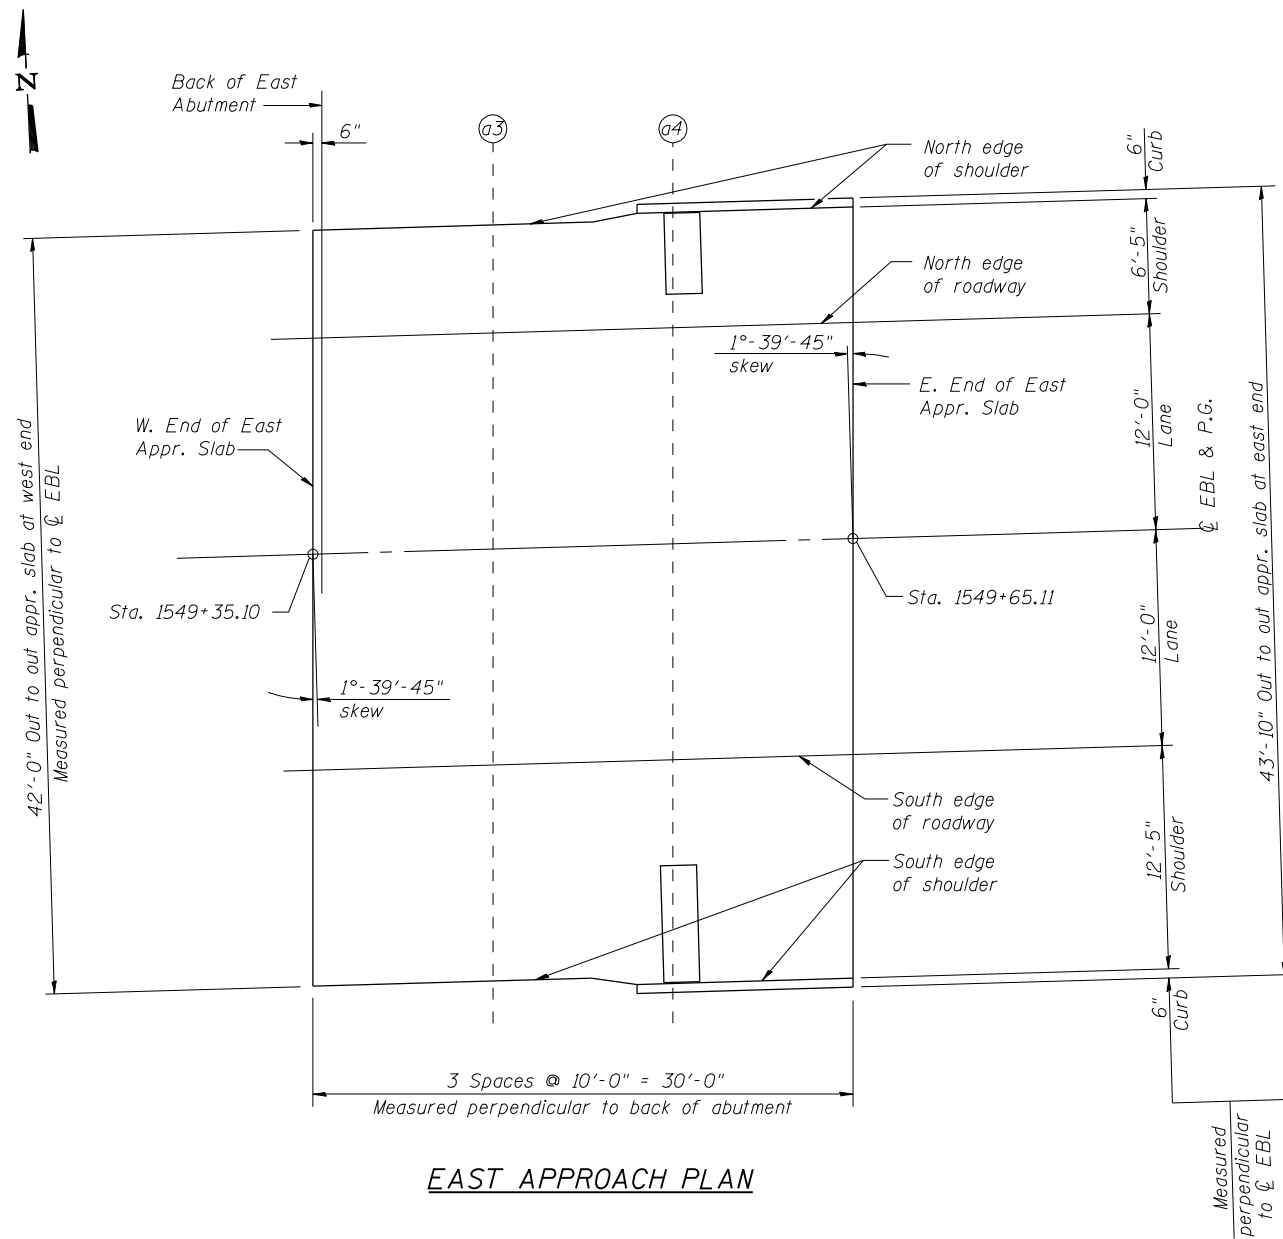 N
Back of East
Abutment
6"
a3
a4
North edge
of shoulder
6"
Curb
6'-5"
Shoulder
North edge
of roadway
1°-39'-45"
skew
E. End of East
Appr. Slab
12'-0"
Lane
℄ EBL & P.G.
W. End of East
Appr. Slab
42'-0" Out to out appr. slab at west end
Measured perpendicular to ℄ EBL
43'-10" Out to out appr. slab at east end
Sta. 1549+35.10
Sta. 1549+65.11
12'-0"
Lane
1°-39'-45"
skew
South edge
of roadway
12'-5"
Shoulder
South edge
of shoulder
6"
Curb
3 Spaces @ 10'-0" = 30'-0"
Measured perpendicular to back of abutment
Measured
perpendicular
to ℄ EBL
EAST APPROACH PLAN